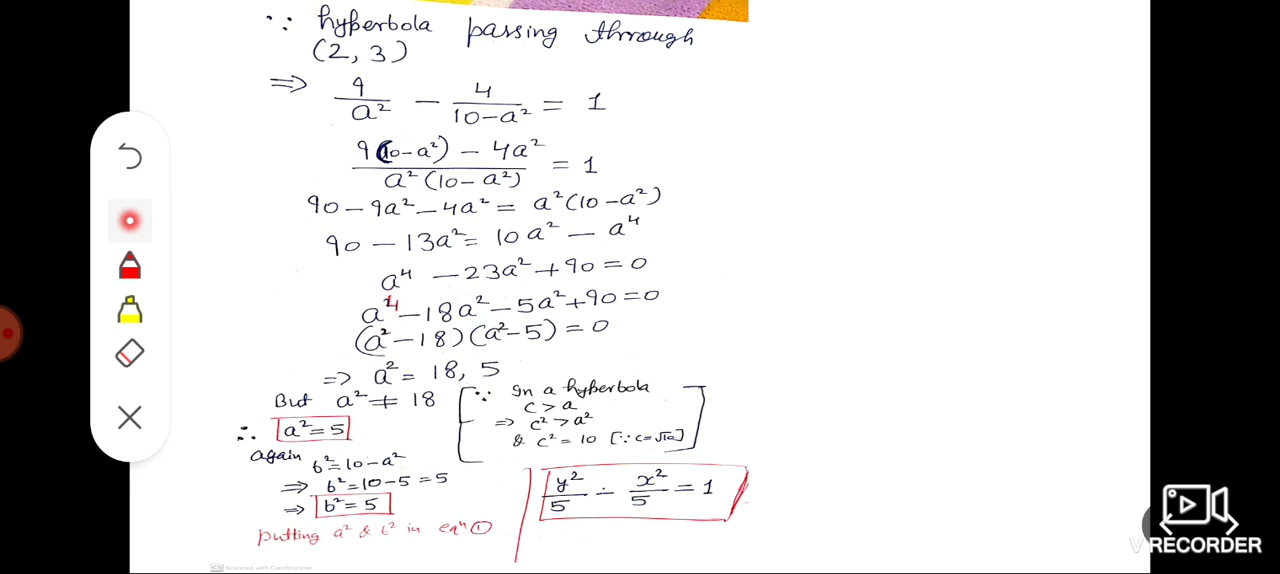 ∵ hyperbola passing through
(2, 3)
⇒ 9/a² − 4/(10−a²) = 1
(9(10−a²) − 4a²)/(a²(10−a²)) = 1
90 − 9a² − 4a² = a²(10−a²)
90 − 13a² = 10a² − a⁴
a⁴ − 23a² + 90 = 0
a⁴ − 18a² − 5a² + 90 = 0
(a² − 18)(a² − 5) = 0
⇒ a² = 18, 5
But a² ≠ 18
[∵ In a hyperbola
c > a
⇒ c² > a²
& c² = 10 [∵ c = √10]]
∴ a² = 5
again
b² = 10 − a²
⇒ b² = 10 − 5 = 5
⇒ b² = 5
putting a² & b² in eqⁿ ①
y²/5 − x²/5 = 1
CS Scanned with CamScanner
V RECORDER